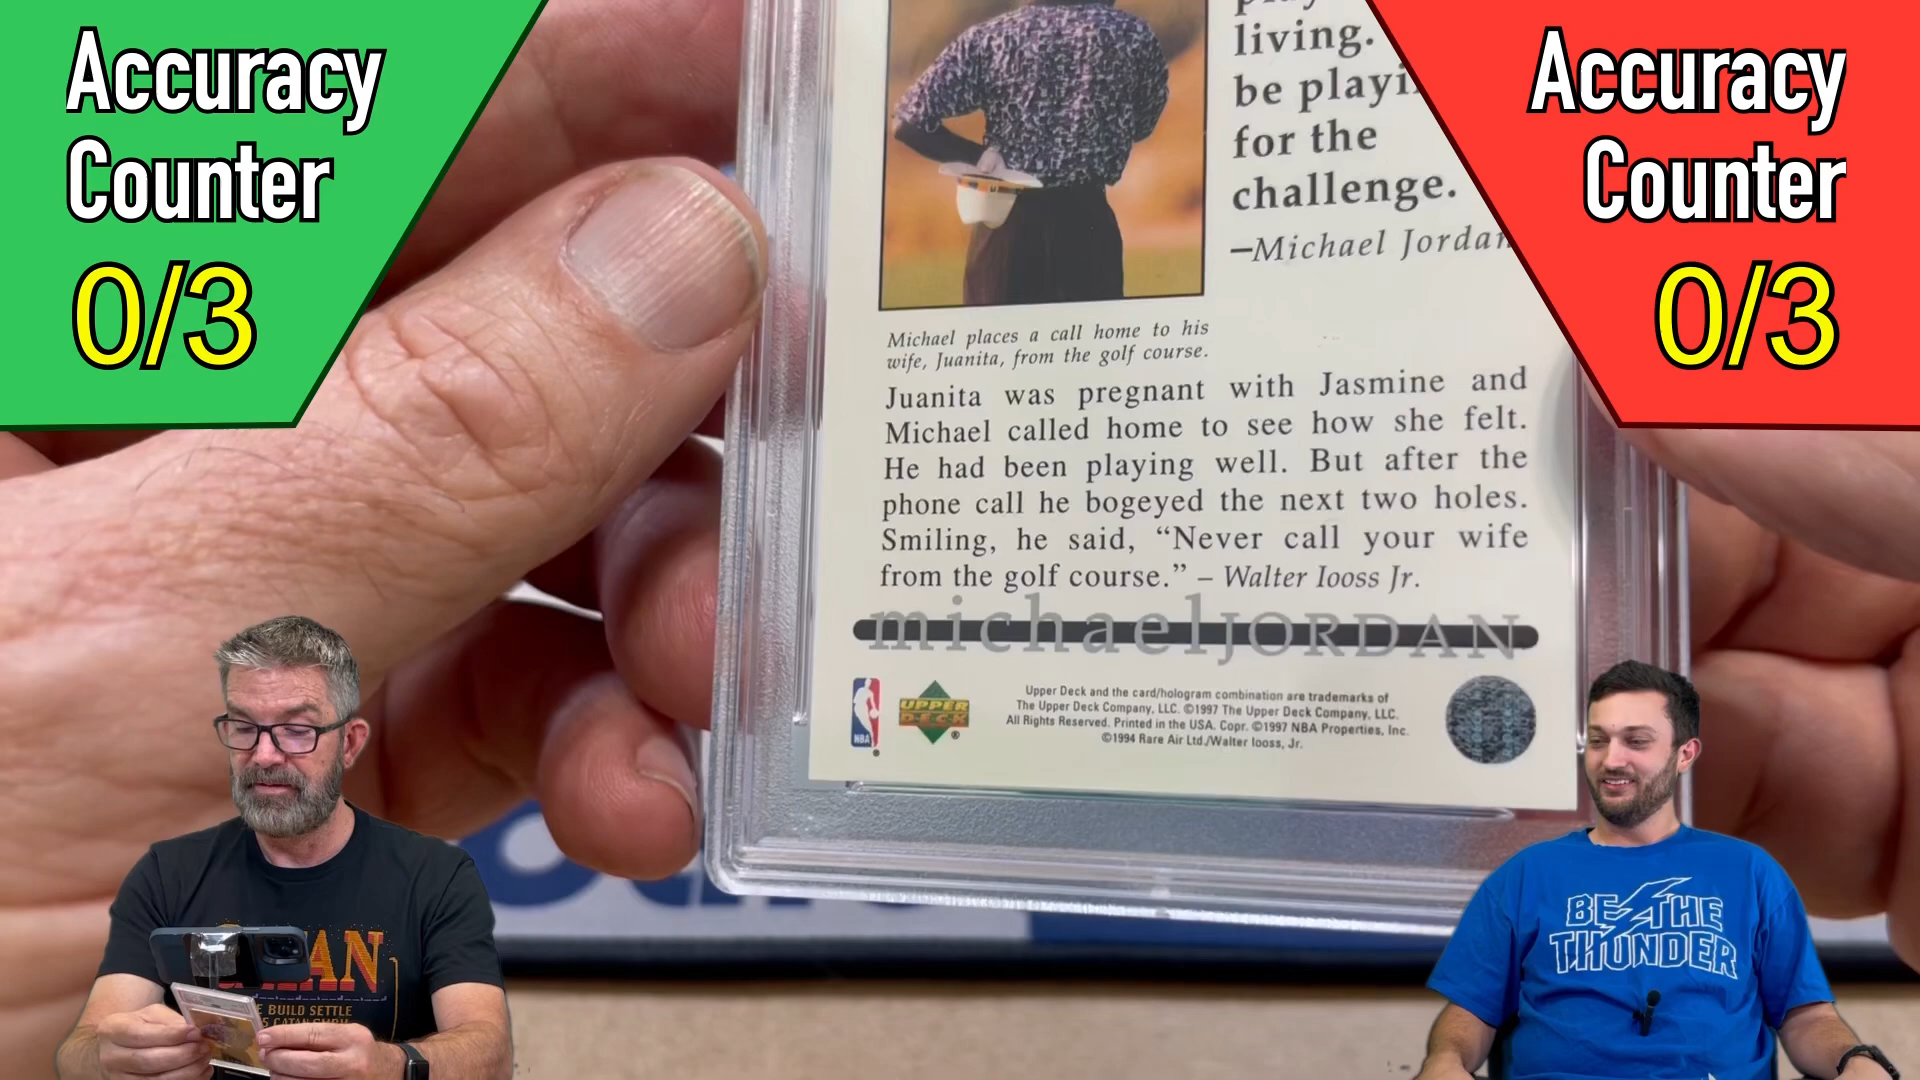 Accuracy
Counter
0/3
Accuracy
Counter
0/3
living.
be playi
for the
challenge.
—Michael Jordan
Michael places a call home to his
wife, Juanita, from the golf course.
Juanita was pregnant with Jasmine and
Michael called home to see how she felt.
He had been playing well. But after the
phone call he bogeyed the next two holes.
Smiling, he said, “Never call your wife
from the golf course.” – Walter Iooss Jr.
michaelJORDAN
NBA
UPPER
DECK
Upper Deck and the card/hologram combination are trademarks of
The Upper Deck Company, LLC. ©1997 The Upper Deck Company, LLC.
All Rights Reserved. Printed in the USA. Copr. ©1997 NBA Properties, Inc.
©1994 Rare Air Ltd./Walter Iooss, Jr.
BUILD SETTLE
BE THE
THUNDER